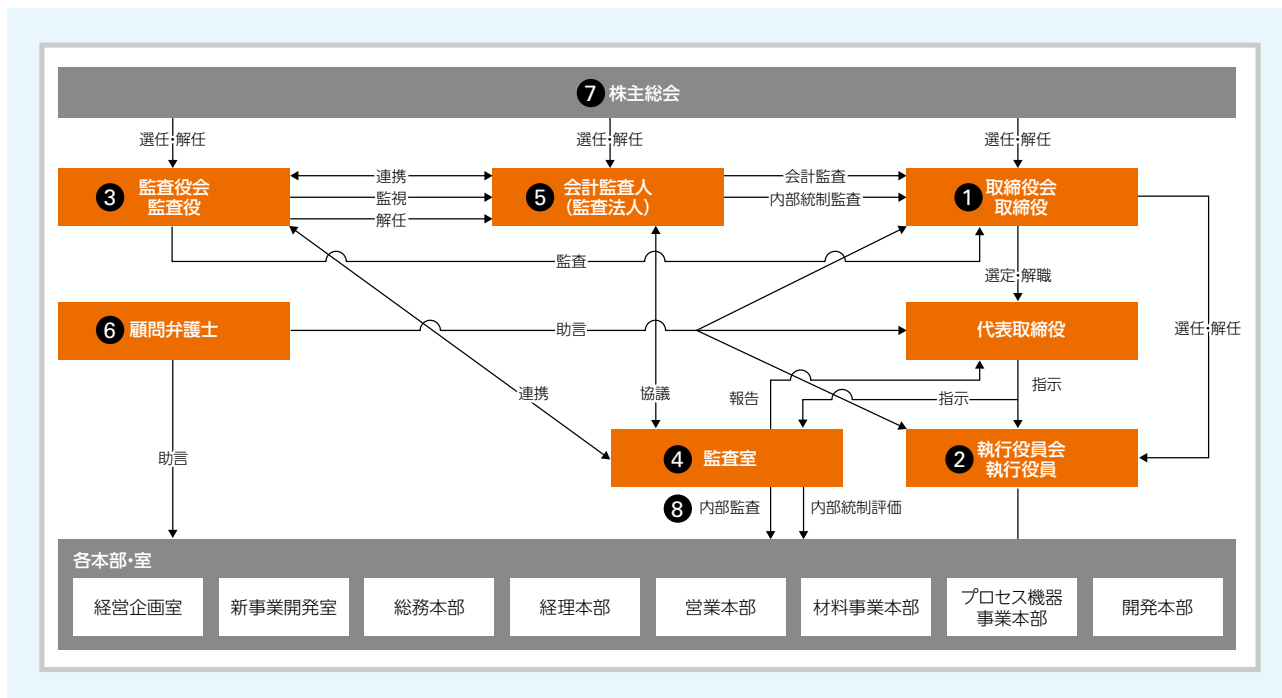 ❼ 株主総会
選任・解任
選任・解任
選任・解任
❸ 監査役会
監査役
連携
監視
解任
❺ 会計監査人
(監査法人)
会計監査
内部統制監査
❶ 取締役会
取締役
監査
選定・解職
❻ 顧問弁護士
助言
代表取締役
選任・解任
連携
協議
報告
指示
指示
助言
❹ 監査室
❷ 執行役員会
執行役員
❽ 内部監査
内部統制評価
各本部・室
経営企画室
新事業開発室
総務本部
経理本部
営業本部
材料事業本部
プロセス機器
事業本部
開発本部